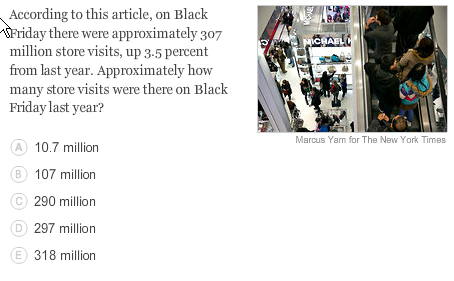 According to this article, on Black
Friday there were approximately 307
million store visits, up 3.5 percent
from last year. Approximately how
many store visits were there on Black
Friday last year?
MICHAEL
Marcus Yam for The New York Times
A 10.7 million
B 107 million
C 290 million
D 297 million
E 318 million